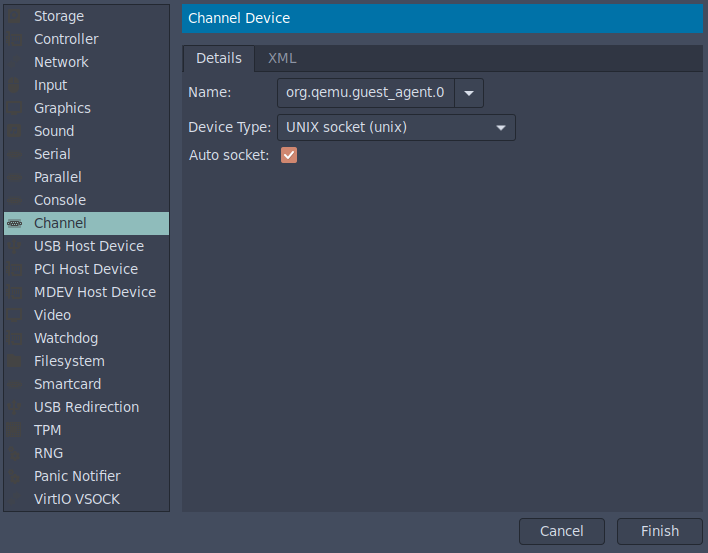 Storage
Controller
Network
Input
Graphics
Sound
Serial
Parallel
Console
Channel
USB Host Device
PCI Host Device
MDEV Host Device
Video
Watchdog
Filesystem
Smartcard
USB Redirection
TPM
RNG
Panic Notifier
VirtIO VSOCK
Channel Device
Details XML
Name: org.qemu.guest_agent.0
Device Type: UNIX socket (unix)
Auto socket:
Cancel Finish